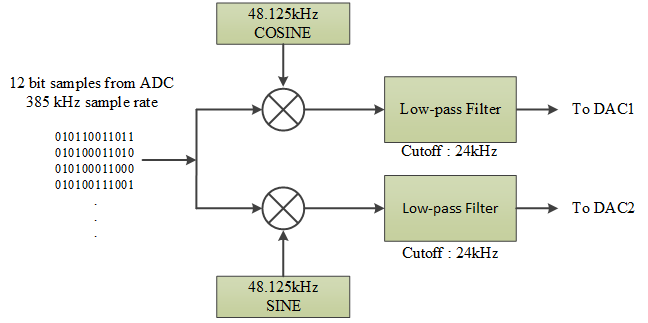 48.125kHz
COSINE
12 bit samples from ADC
385 kHz sample rate
010110011011
010100011010
010100011000
010100111001
.
.
.
Low-pass Filter
To DAC1
Cutoff : 24kHz
Low-pass Filter
To DAC2
Cutoff : 24kHz
48.125kHz
SINE